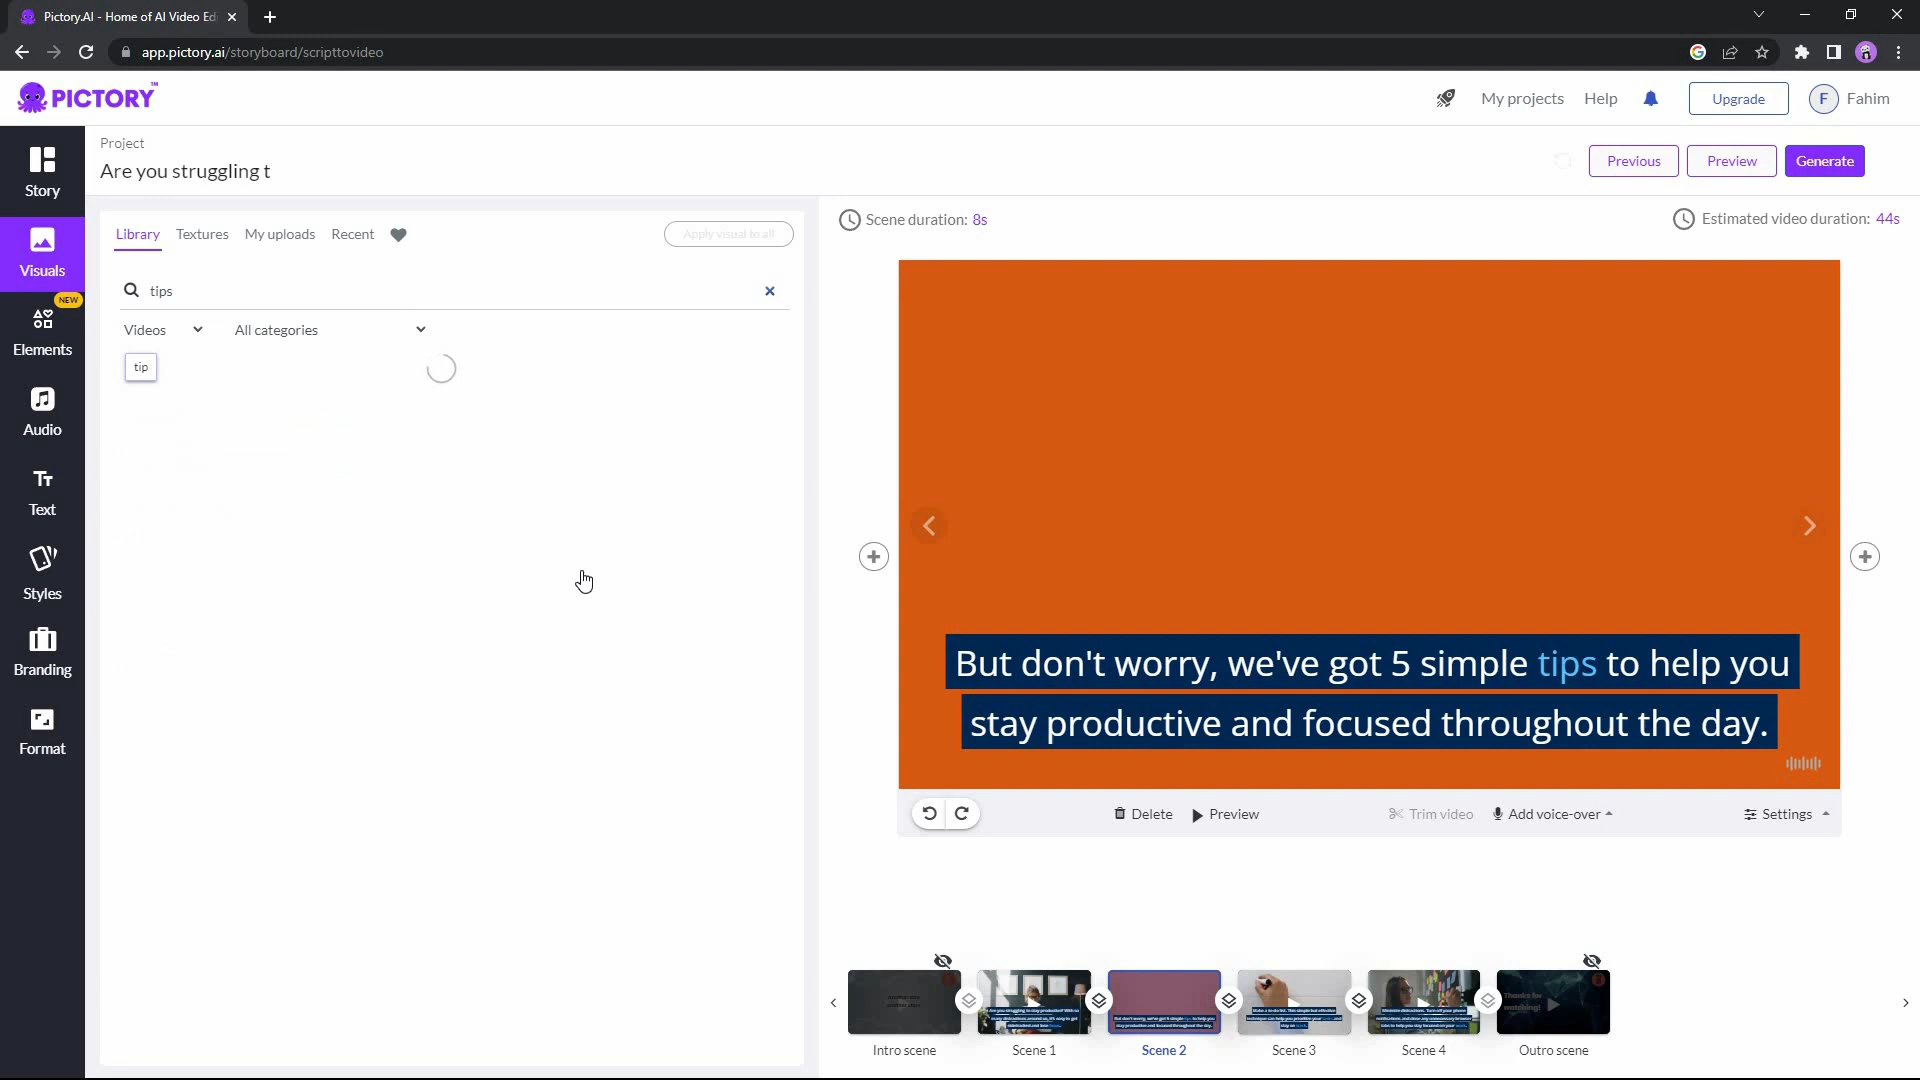 Pictory.AI - Home of AI Video Ed
app.pictory.ai/storyboard/scripttovideo
PICTORY™
My projects
Help
Upgrade
F
Fahim
Project
Are you struggling t
Previous
Preview
Generate
Story
Visuals
NEW
Elements
Audio
Text
Styles
Branding
Format
Library
Textures
My uploads
Recent
Apply visual to all
tips
Videos
All categories
tip
Scene duration: 8s
Estimated video duration: 44s
But don't worry, we've got 5 simple tips to help you
stay productive and focused throughout the day.
Delete
Preview
Trim video
Add voice-over
Settings
Thanks for
Intro scene
Scene 1
Scene 2
Scene 3
Scene 4
Outro scene